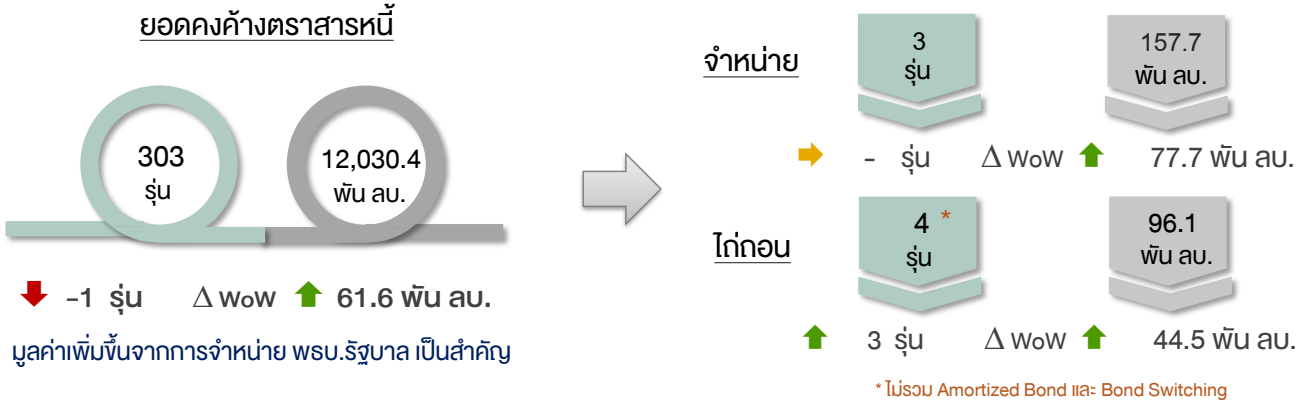 ยอดคงค้างตราสารหนี้
303
รุ่น
12,030.4
พัน ลบ.
-1 รุ่น Δ WoW 61.6 พัน ลบ.
มูลค่าเพิ่มขึ้นจากการจำหน่าย พธบ.รัฐบาล เป็นสำคัญ
จำหน่าย
3
รุ่น
157.7
พัน ลบ.
- รุ่น Δ WoW 77.7 พัน ลบ.
ไถ่ถอน
4 *
รุ่น
96.1
พัน ลบ.
3 รุ่น Δ WoW 44.5 พัน ลบ.
* ไม่รวม Amortized Bond และ Bond Switching